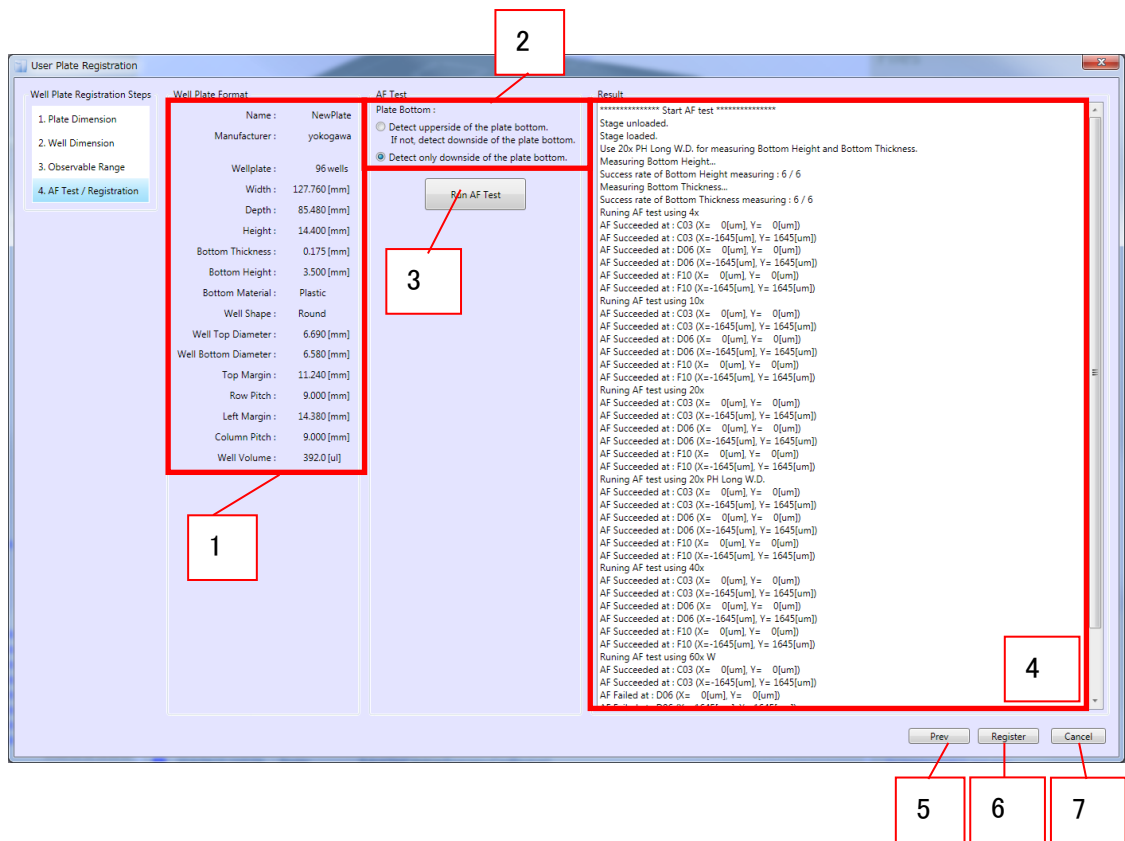 2
User Plate Registration
x
Well Plate Registration Steps
1. Plate Dimension
2. Well Dimension
3. Observable Range
4. AF Test / Registration
Well Plate Format
Name : NewPlate
Manufacturer : yokogawa
Wellplate : 96 wells
Width : 127.760 [mm]
Depth : 85.480 [mm]
Height : 14.400 [mm]
Bottom Thickness : 0.175 [mm]
Bottom Height : 3.500 [mm]
Bottom Material : Plastic
Well Shape : Round
Well Top Diameter : 6.690 [mm]
Well Bottom Diameter : 6.580 [mm]
Top Margin : 11.240 [mm]
Row Pitch : 9.000 [mm]
Left Margin : 14.380 [mm]
Column Pitch : 9.000 [mm]
Well Volume : 392.0 [ul]
1
AF Test
Plate Bottom :
Detect upperside of the plate bottom.
If not, detect downside of the plate bottom.
Detect only downside of the plate bottom.
Run AF Test
3
Result
*************** Start AF test ***************
Stage unloaded.
Stage loaded.
Use 20x PH Long W.D. for measuring Bottom Height and Bottom Thickness.
Measuring Bottom Height...
Success rate of Bottom Height measuring : 6 / 6
Measuring Bottom Thickness...
Success rate of Bottom Thickness measuring : 6 / 6
Runing AF test using 4x
AF Succeeded at : C03 (X= 0[um], Y= 0[um])
AF Succeeded at : C03 (X=-1645[um], Y= 1645[um])
AF Succeeded at : D06 (X= 0[um], Y= 0[um])
AF Succeeded at : D06 (X=-1645[um], Y= 1645[um])
AF Succeeded at : F10 (X= 0[um], Y= 0[um])
AF Succeeded at : F10 (X=-1645[um], Y= 1645[um])
Runing AF test using 10x
AF Succeeded at : C03 (X= 0[um], Y= 0[um])
AF Succeeded at : C03 (X=-1645[um], Y= 1645[um])
AF Succeeded at : D06 (X= 0[um], Y= 0[um])
AF Succeeded at : D06 (X=-1645[um], Y= 1645[um])
AF Succeeded at : F10 (X= 0[um], Y= 0[um])
AF Succeeded at : F10 (X=-1645[um], Y= 1645[um])
Runing AF test using 20x
AF Succeeded at : C03 (X= 0[um], Y= 0[um])
AF Succeeded at : C03 (X=-1645[um], Y= 1645[um])
AF Succeeded at : D06 (X= 0[um], Y= 0[um])
AF Succeeded at : D06 (X=-1645[um], Y= 1645[um])
AF Succeeded at : F10 (X= 0[um], Y= 0[um])
AF Succeeded at : F10 (X=-1645[um], Y= 1645[um])
Runing AF test using 20x PH Long W.D.
AF Succeeded at : C03 (X= 0[um], Y= 0[um])
AF Succeeded at : C03 (X=-1645[um], Y= 1645[um])
AF Succeeded at : D06 (X= 0[um], Y= 0[um])
AF Succeeded at : D06 (X=-1645[um], Y= 1645[um])
AF Succeeded at : F10 (X= 0[um], Y= 0[um])
AF Succeeded at : F10 (X=-1645[um], Y= 1645[um])
Runing AF test using 40x
AF Succeeded at : C03 (X= 0[um], Y= 0[um])
AF Succeeded at : C03 (X=-1645[um], Y= 1645[um])
AF Succeeded at : D06 (X= 0[um], Y= 0[um])
AF Succeeded at : D06 (X=-1645[um], Y= 1645[um])
AF Succeeded at : F10 (X= 0[um], Y= 0[um])
AF Succeeded at : F10 (X=-1645[um], Y= 1645[um])
Runing AF test using 60x W
AF Succeeded at : C03 (X= 0[um], Y= 0[um])
AF Succeeded at : C03 (X=-1645[um], Y= 1645[um])
AF Failed at : D06 (X= 0[um], Y= 0[um])
4
Prev
Register
Cancel
5
6
7